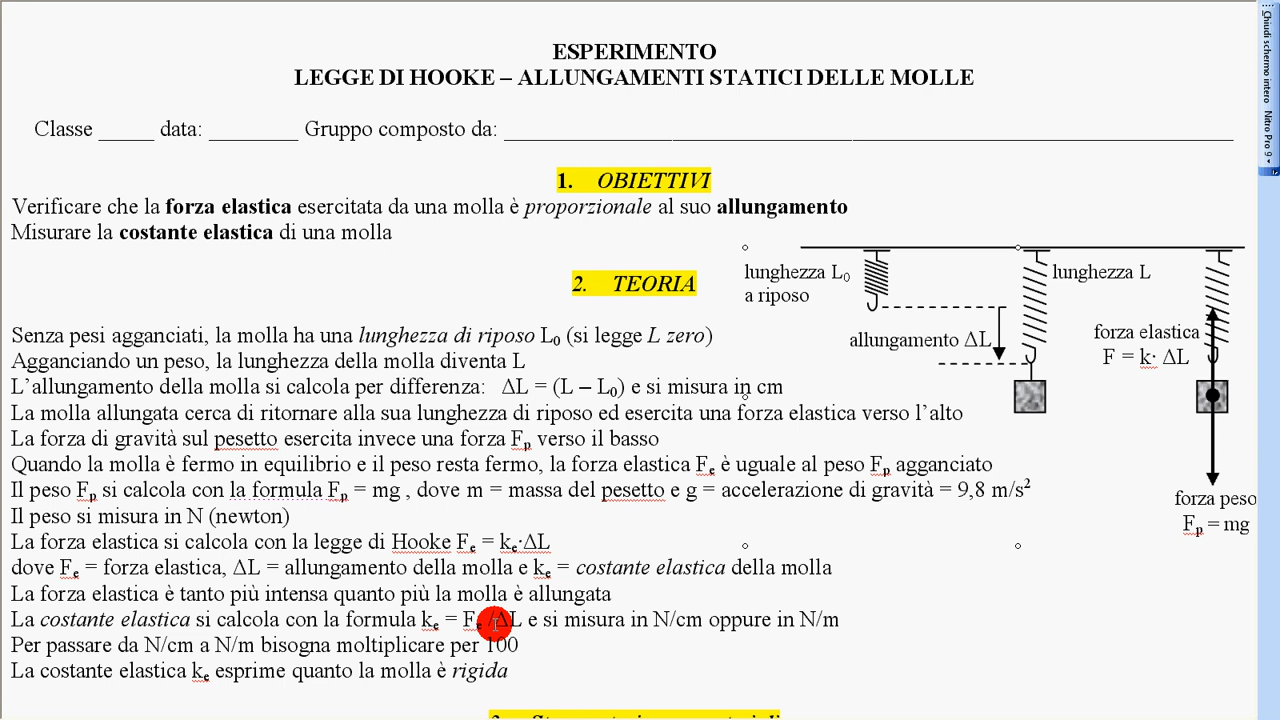 ESPERIMENTO
LEGGE DI HOOKE – ALLUNGAMENTI STATICI DELLE MOLLE
Classe _____ data: ________ Gruppo composto da: ____________________
1. OBIETTIVI
Verificare che la forza elastica esercitata da una molla è proporzionale al suo allungamento
Misurare la costante elastica di una molla
2. TEORIA
lunghezza L₀
a riposo
allungamento ΔL
lunghezza L
forza elastica
F = k· ΔL
forza peso
Fₚ = mg
Senza pesi agganciati, la molla ha una lunghezza di riposo L₀ (si legge L zero)
Agganciando un peso, la lunghezza della molla diventa L
L’allungamento della molla si calcola per differenza: ΔL = (L – L₀) e si misura in cm
La molla allungata cerca di ritornare alla sua lunghezza di riposo ed esercita una forza elastica verso l’alto
La forza di gravità sul pesetto esercita invece una forza Fₚ verso il basso
Quando la molla è fermo in equilibrio e il peso resta fermo, la forza elastica Fₑ è uguale al peso Fₚ agganciato
Il peso Fₚ si calcola con la formula Fₚ = mg , dove m = massa del pesetto e g = accelerazione di gravità = 9,8 m/s²
Il peso si misura in N (newton)
La forza elastica si calcola con la legge di Hooke Fₑ = kₑ·ΔL
dove Fₑ = forza elastica, ΔL = allungamento della molla e kₑ = costante elastica della molla
La forza elastica è tanto più intensa quanto più la molla è allungata
La costante elastica si calcola con la formula kₑ = Fₑ /ΔL e si misura in N/cm oppure in N/m
Per passare da N/cm a N/m bisogna moltiplicare per 100
La costante elastica kₑ esprime quanto la molla è rigida
Chiudi schermo intero Nitro Pro 9